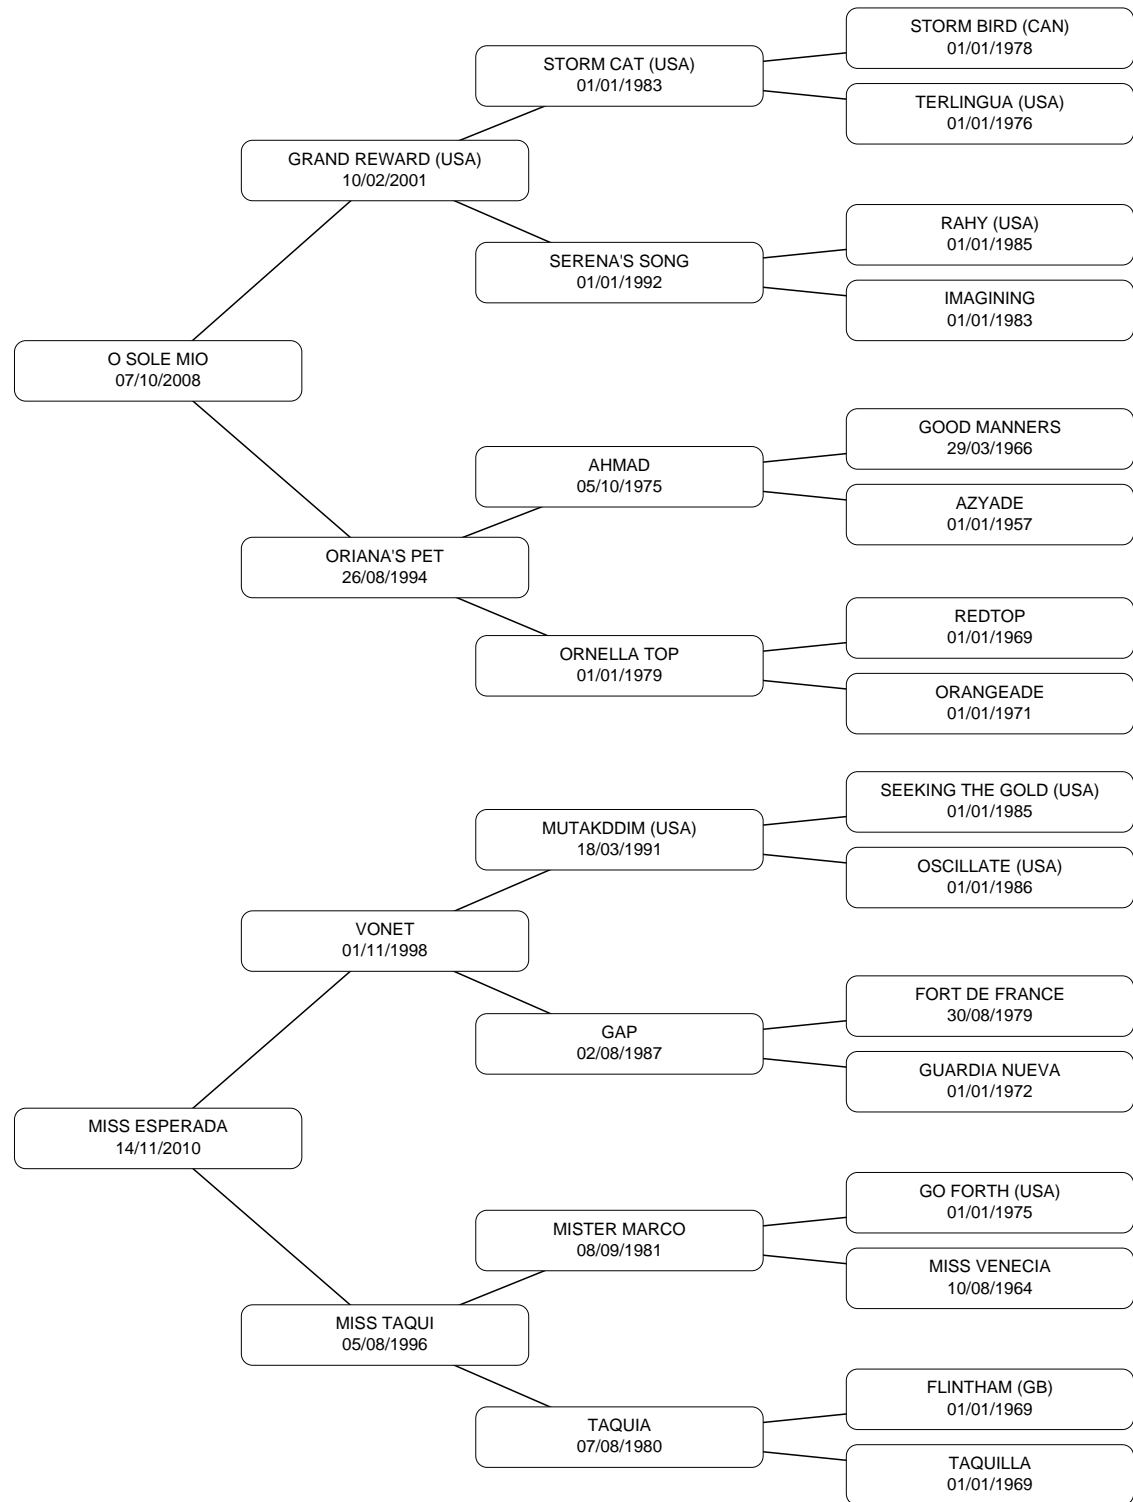 STORM BIRD (CAN)
01/01/1978
STORM CAT (USA)
01/01/1983
TERLINGUA (USA)
01/01/1976
GRAND REWARD (USA)
10/02/2001
RAHY (USA)
01/01/1985
SERENA'S SONG
01/01/1992
IMAGINING
01/01/1983
O SOLE MIO
07/10/2008
GOOD MANNERS
29/03/1966
AHMAD
05/10/1975
AZYADE
01/01/1957
ORIANA'S PET
26/08/1994
REDTOP
01/01/1969
ORNELLA TOP
01/01/1979
ORANGEADE
01/01/1971
SEEKING THE GOLD (USA)
01/01/1985
MUTAKDDIM (USA)
18/03/1991
OSCILLATE (USA)
01/01/1986
VONET
01/11/1998
FORT DE FRANCE
30/08/1979
GAP
02/08/1987
GUARDIA NUEVA
01/01/1972
MISS ESPERADA
14/11/2010
GO FORTH (USA)
01/01/1975
MISTER MARCO
08/09/1981
MISS VENECIA
10/08/1964
MISS TAQUI
05/08/1996
FLINTHAM (GB)
01/01/1969
TAQUIA
07/08/1980
TAQUILLA
01/01/1969